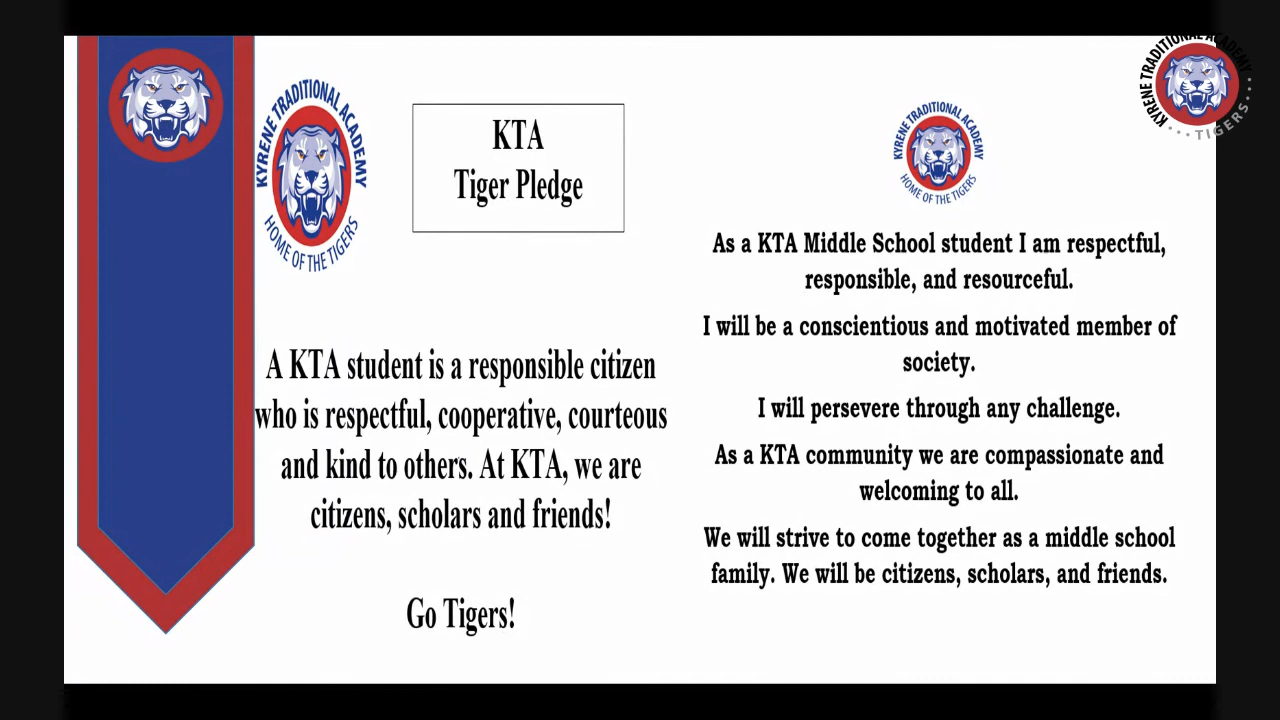 KYRENE TRADITIONAL ACADEMY
HOME OF THE TIGERS
KTA
Tiger Pledge
A KTA student is a responsible citizen
who is respectful, cooperative, courteous
and kind to others. At KTA, we are
citizens, scholars and friends!
Go Tigers!
KYRENE TRADITIONAL ACADEMY
HOME OF THE TIGERS
As a KTA Middle School student I am respectful,
responsible, and resourceful.
I will be a conscientious and motivated member of
society.
I will persevere through any challenge.
As a KTA community we are compassionate and
welcoming to all.
We will strive to come together as a middle school
family. We will be citizens, scholars, and friends.
KYRENE TRADITIONAL ACADEMY
...TIGERS...